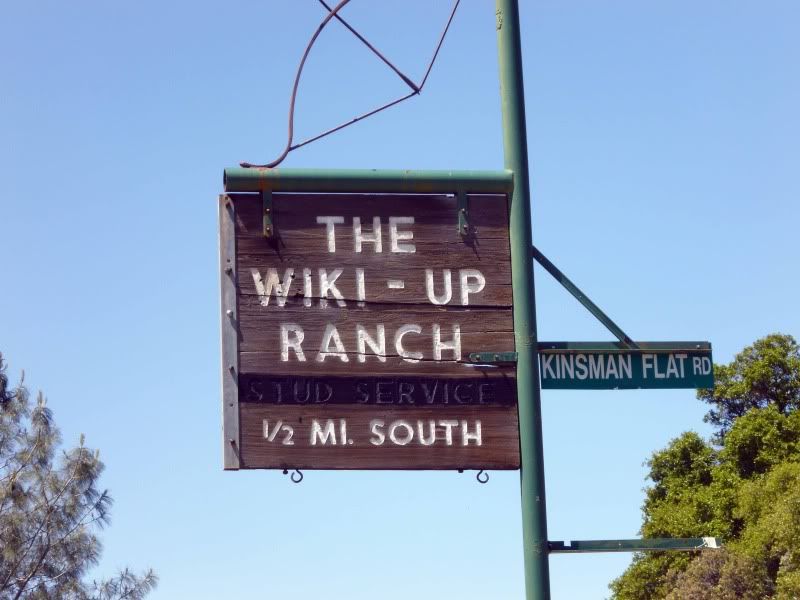 THE
WIKI-UP
RANCH
STUD SERVICE
1/2 MI. SOUTH
KINSMAN FLAT RD